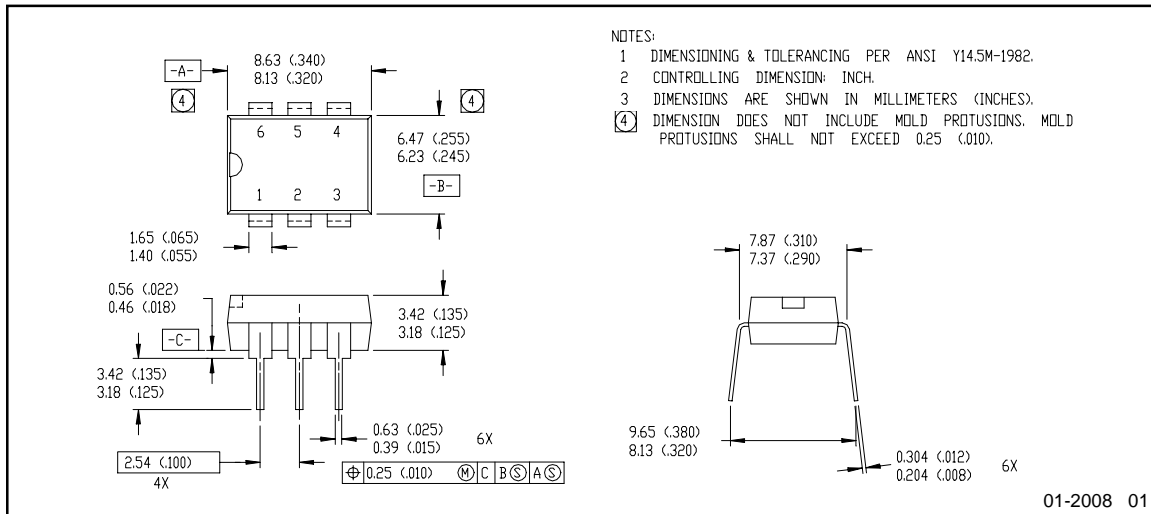 8.63 (.340)
8.13 (.320)
-A-
4
4
6 5 4
1 2 3
6.47 (.255)
6.23 (.245)
-B-
1.65 (.065)
1.40 (.055)
0.56 (.022)
0.46 (.018)
-C-
3.42 (.135)
3.18 (.125)
3.42 (.135)
3.18 (.125)
0.63 (.025)
0.39 (.015)
6X
2.54 (.100)
4X
⌖ 0.25 (.010) Ⓜ C B Ⓢ A Ⓢ
NOTES:
1 DIMENSIONING & TOLERANCING PER ANSI Y14.5M-1982.
2 CONTROLLING DIMENSION: INCH.
3 DIMENSIONS ARE SHOWN IN MILLIMETERS (INCHES).
4 DIMENSION DOES NOT INCLUDE MOLD PROTUSIONS. MOLD
PROTUSIONS SHALL NOT EXCEED 0.25 (.010).
7.87 (.310)
7.37 (.290)
9.65 (.380)
8.13 (.320)
0.304 (.012)
0.204 (.008)
6X
01-2008 01